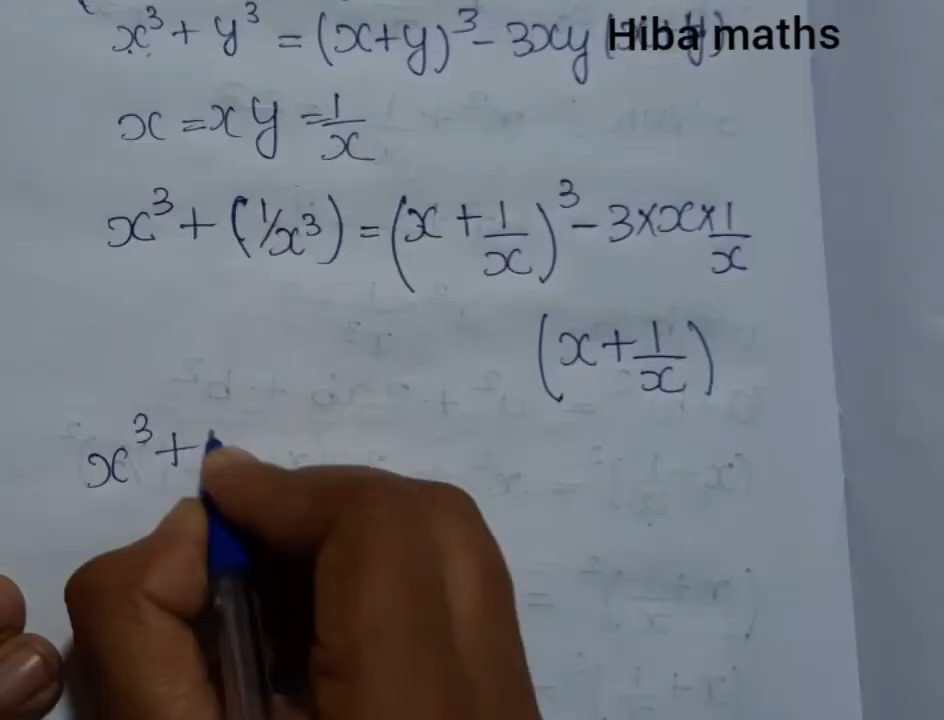 x³ + y³ = (x+y)³ - 3xy
Hiba maths
x = x y = 1/x
x³ + (1/x³) = (x + 1/x)³ - 3 × x × 1/x
(x + 1/x)
x³ +